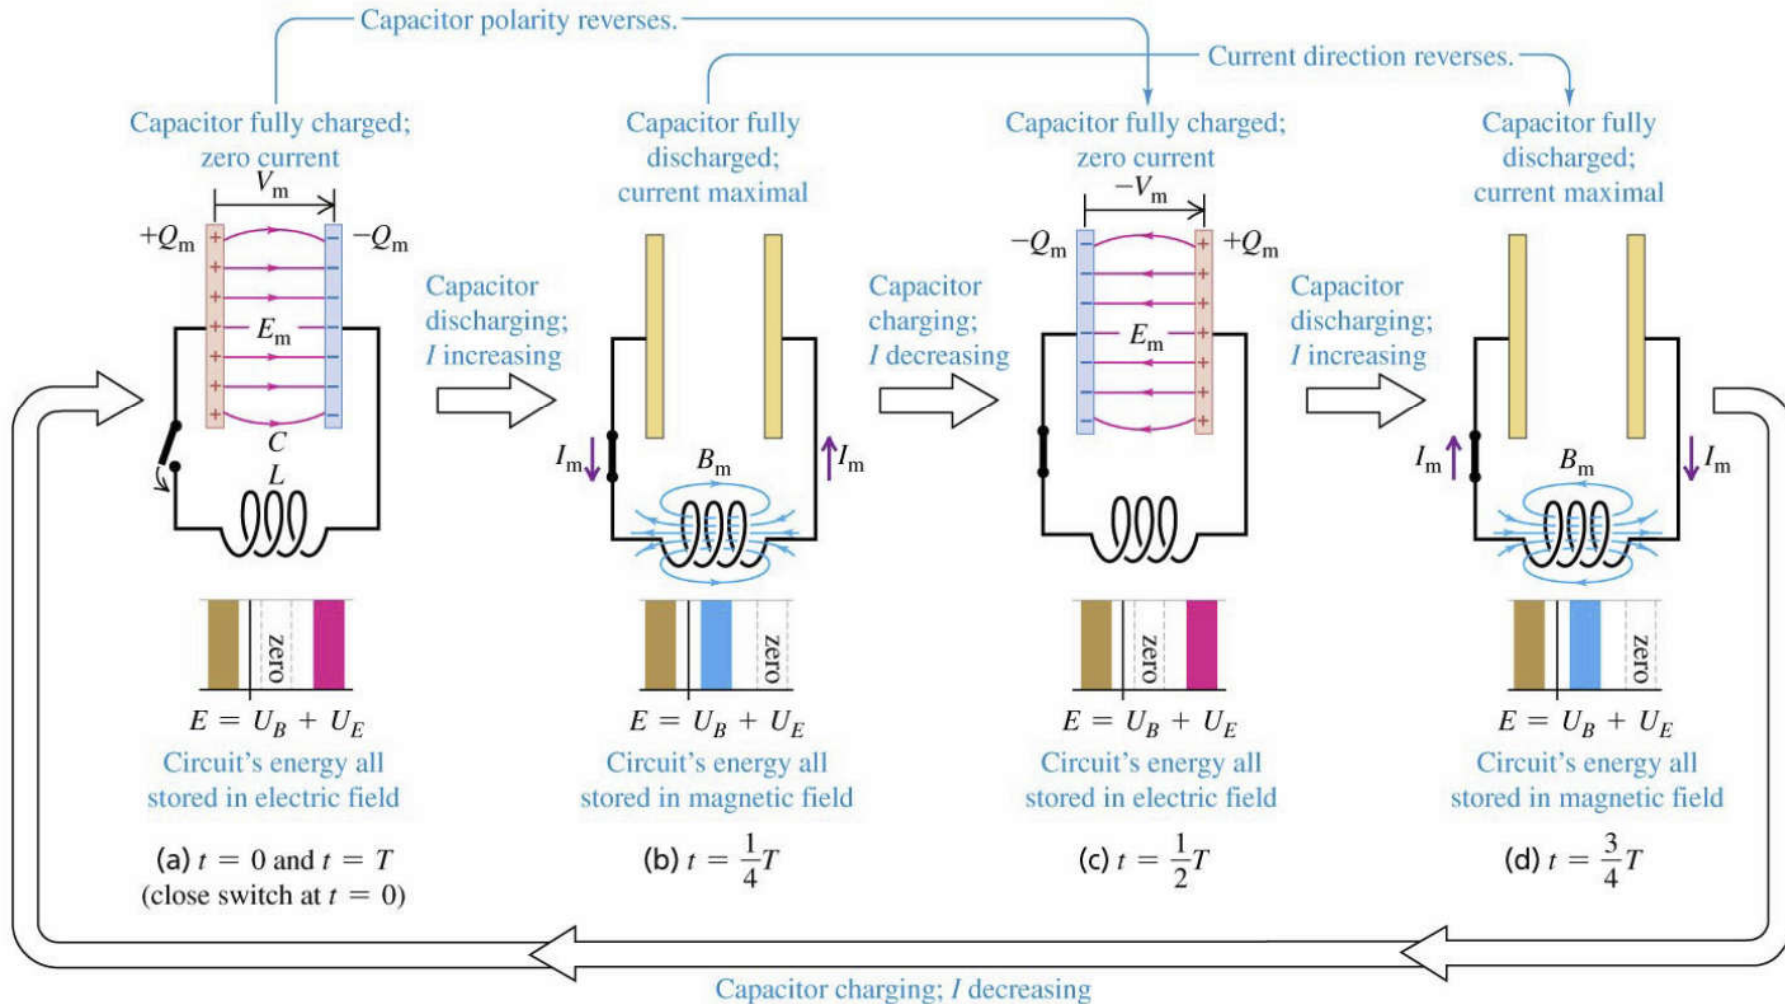 Capacitor polarity reverses.
Current direction reverses.
Capacitor fully charged;
zero current
Capacitor fully
discharged;
current maximal
Capacitor fully charged;
zero current
Capacitor fully
discharged;
current maximal
V_m
−V_m
+Q_m
−Q_m
−Q_m
+Q_m
E_m
E_m
Capacitor
discharging;
I increasing
Capacitor
charging;
I decreasing
Capacitor
discharging;
I increasing
C
L
I_m
B_m
I_m
I_m
B_m
I_m
zero
zero
zero
zero
E = U_B + U_E
E = U_B + U_E
E = U_B + U_E
E = U_B + U_E
Circuit's energy all
stored in electric field
Circuit's energy all
stored in magnetic field
Circuit's energy all
stored in electric field
Circuit's energy all
stored in magnetic field
(a) t = 0 and t = T
(close switch at t = 0)
(b) t = 1/4 T
(c) t = 1/2 T
(d) t = 3/4 T
Capacitor charging; I decreasing